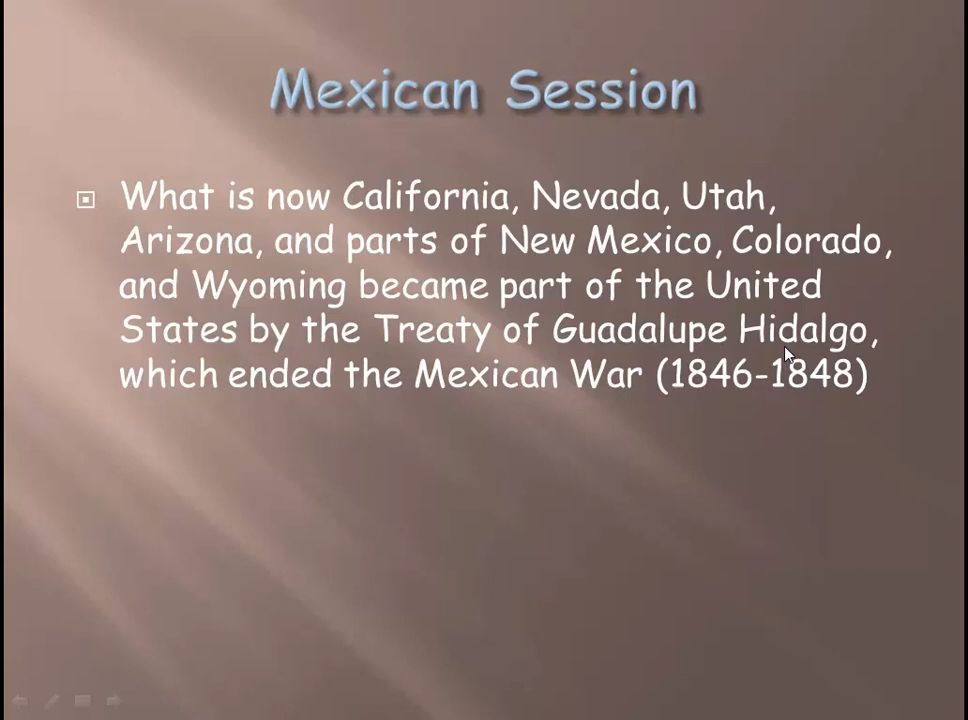 Mexican Session
What is now California, Nevada, Utah,
Arizona, and parts of New Mexico, Colorado,
and Wyoming became part of the United
States by the Treaty of Guadalupe Hidalgo,
which ended the Mexican War (1846-1848)